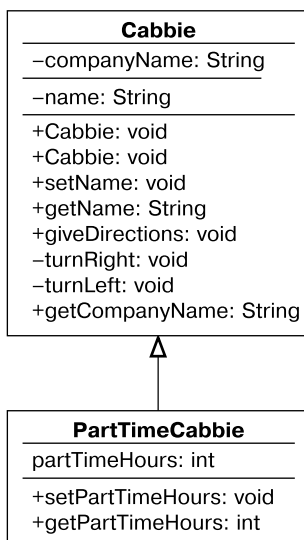 Cabbie
–companyName: String
–name: String
+Cabbie: void
+Cabbie: void
+setName: void
+getName: String
+giveDirections: void
–turnRight: void
–turnLeft: void
+getCompanyName: String
PartTimeCabbie
partTimeHours: int
+setPartTimeHours: void
+getPartTimeHours: int